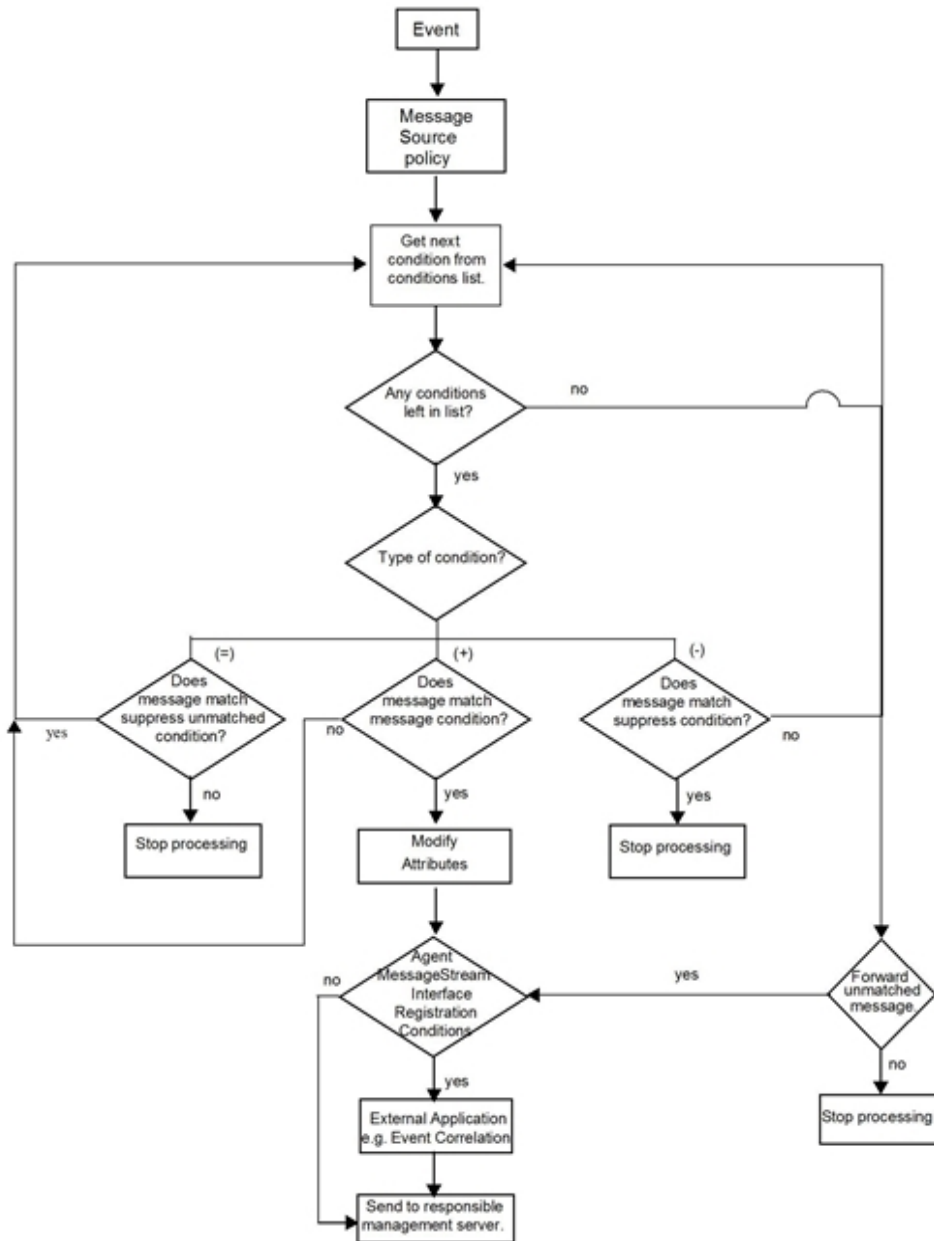 Event
Message
Source
policy
Get next
condition from
conditions list.
Any conditions
left in list?
no
yes
Type of condition?
(=)
(+)
(-)
Does
message match
suppress unmatched
condition?
yes
no
Stop processing
Does
message match
message condition?
no
yes
Does
message match
suppress condition?
no
yes
Stop processing
Modify
Attributes
Agent
MessageStream
Interface
Registration
Conditions
no
yes
yes
Forward
unmatched
message.
no
Stop processing
External Application
e.g. Event Correlation
Send to responsible
management server.